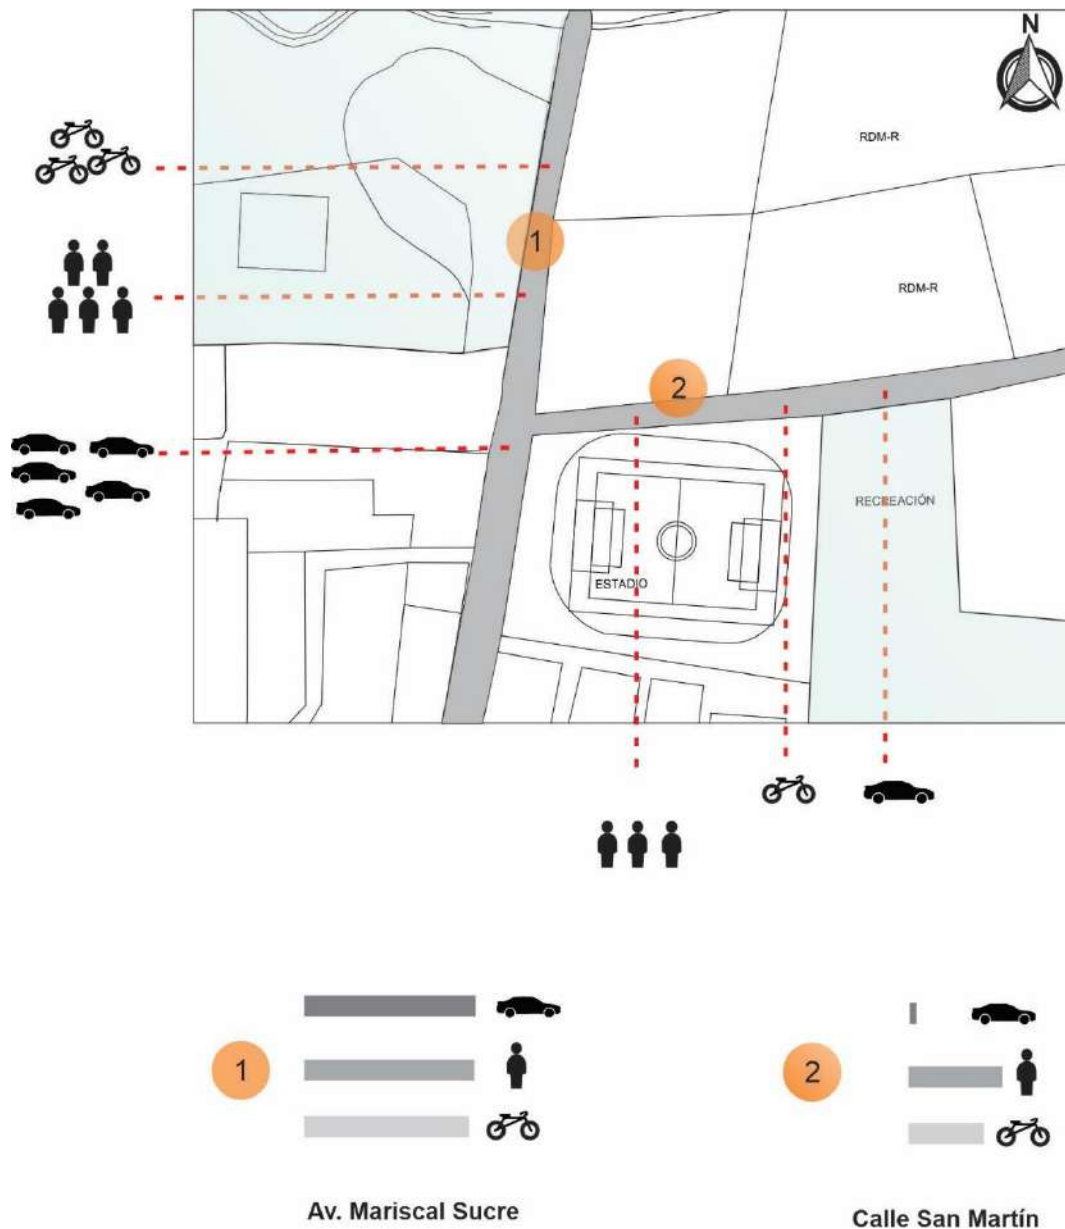 N
RDM-R
1
RDM-R
2
RECREACIÓN
ESTADIO
1
2
Av. Mariscal Sucre
Calle San Martín